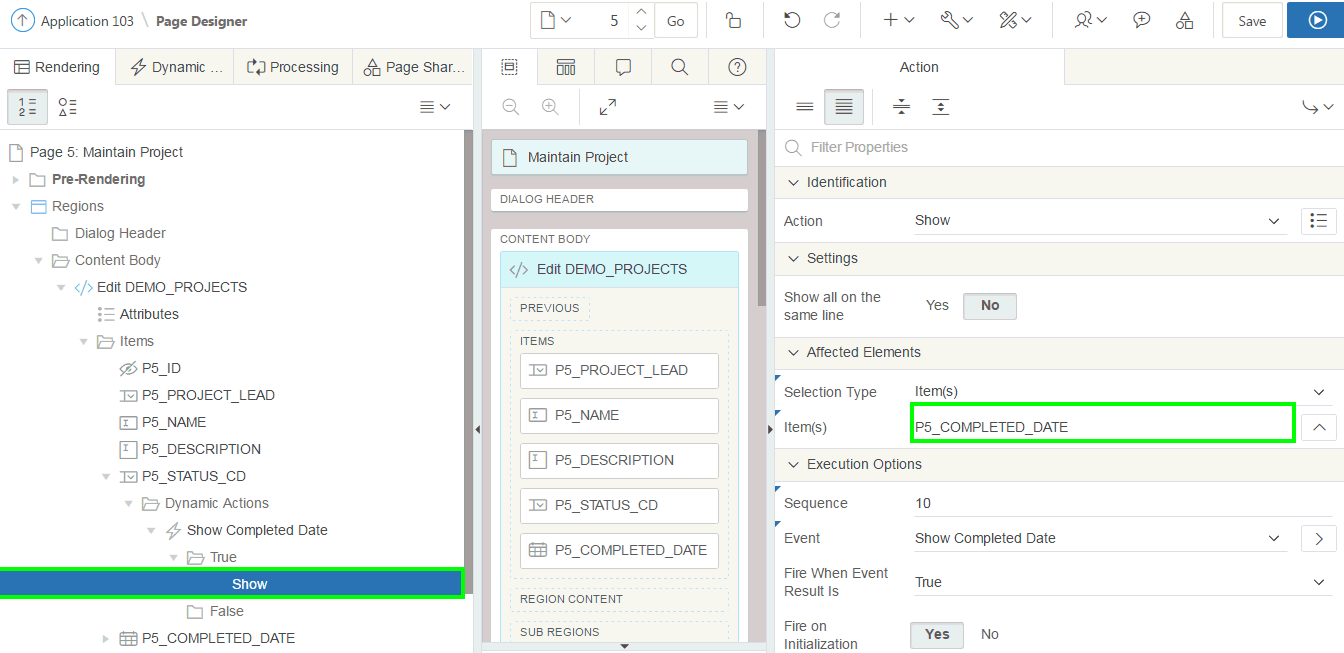 Application 103 \ Page Designer
5
Go
Save
Rendering
Dynamic ...
Processing
Page Shar...
Page 5: Maintain Project
Pre-Rendering
Regions
Dialog Header
Content Body
Edit DEMO_PROJECTS
Attributes
Items
P5_ID
P5_PROJECT_LEAD
P5_NAME
P5_DESCRIPTION
P5_STATUS_CD
Dynamic Actions
Show Completed Date
True
Show
False
P5_COMPLETED_DATE
Maintain Project
DIALOG HEADER
CONTENT BODY
Edit DEMO_PROJECTS
PREVIOUS
ITEMS
P5_PROJECT_LEAD
P5_NAME
P5_DESCRIPTION
P5_STATUS_CD
P5_COMPLETED_DATE
REGION CONTENT
SUB REGIONS
Action
Filter Properties
Identification
Action Show
Settings
Show all on the
same line
Yes No
Affected Elements
Selection Type Item(s)
Item(s) P5_COMPLETED_DATE
Execution Options
Sequence 10
Event Show Completed Date
Fire When Event
Result Is
True
Fire on
Initialization
Yes No